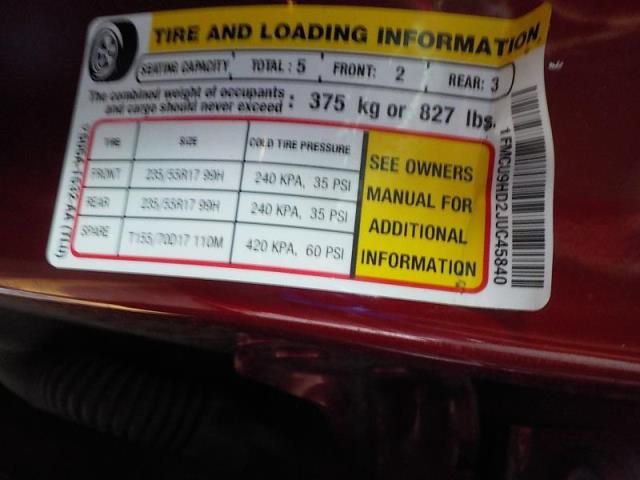 TIRE AND LOADING INFORMATION
SEATING CAPACITY TOTAL : 5 FRONT: 2 REAR: 3
The combined weight of occupants
and cargo should never exceed : 375 kg or 827 lbs.
TIRE SIZE COLD TIRE PRESSURE
FRONT 235/55R17 99H 240 KPA, 35 PSI
REAR 235/55R17 99H 240 KPA, 35 PSI
SPARE T155/70D17 110M 420 KPA, 60 PSI
SEE OWNERS
MANUAL FOR
ADDITIONAL
INFORMATION
1FMCU9HD2JUC45840